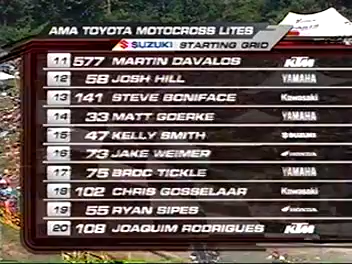 AMA TOYOTA MOTOCROSS LITES
SUZUKI STARTING GRID
11 577 MARTIN DAVALOS KTM
12 58 JOSH HILL YAMAHA
13 141 STEVE BONIFACE Kawasaki
14 33 MATT GOERKE YAMAHA
15 47 KELLY SMITH SUZUKI
16 73 JAKE WEIMER HONDA
17 75 BROC TICKLE YAMAHA
18 102 CHRIS GOSSELAAR Kawasaki
19 55 RYAN SIPES HONDA
20 108 JOAQUIM RODRIGUES KTM